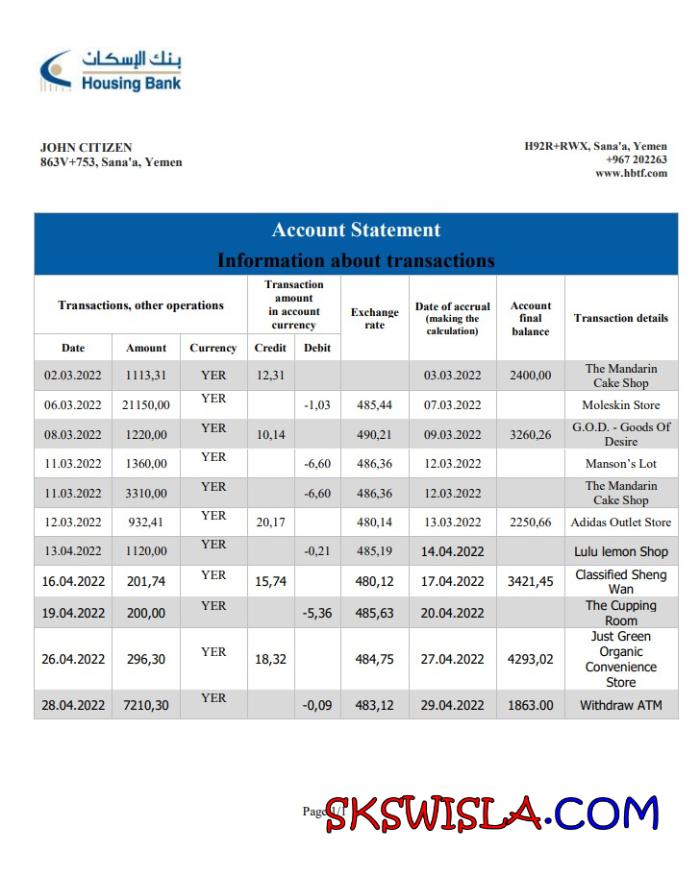 بنك الإسكان
Housing Bank
JOHN CITIZEN
863V+753, Sana'a, Yemen
H92R+RWX, Sana'a, Yemen
+967 202263
www.hbtf.com
Account Statement
Information about transactions
Transactions, other operations
Transaction
amount
in account
currency
Exchange
rate
Date of accrual
(making the
calculation)
Account
final
balance
Transaction details
Date Amount Currency Credit Debit
02.03.2022 1113,31 YER 12,31 03.03.2022 2400,00 The Mandarin
Cake Shop
06.03.2022 21150,00 YER -1,03 485,44 07.03.2022 Moleskin Store
08.03.2022 1220,00 YER 10,14 490,21 09.03.2022 3260,26 G.O.D. - Goods Of
Desire
11.03.2022 1360,00 YER -6,60 486,36 12.03.2022 Manson's Lot
11.03.2022 3310,00 YER -6,60 486,36 12.03.2022 The Mandarin
Cake Shop
12.03.2022 932,41 YER 20,17 480,14 13.03.2022 2250,66 Adidas Outlet Store
13.04.2022 1120,00 YER -0,21 485,19 14.04.2022 Lulu lemon Shop
16.04.2022 201,74 YER 15,74 480,12 17.04.2022 3421,45 Classified Sheng
Wan
19.04.2022 200,00 YER -5,36 485,63 20.04.2022 The Cupping
Room
26.04.2022 296,30 YER 18,32 484,75 27.04.2022 4293,02 Just Green
Organic
Convenience
Store
28.04.2022 7210,30 YER -0,09 483,12 29.04.2022 1863.00 Withdraw ATM
Page 1/1
SKSWISLA.COM